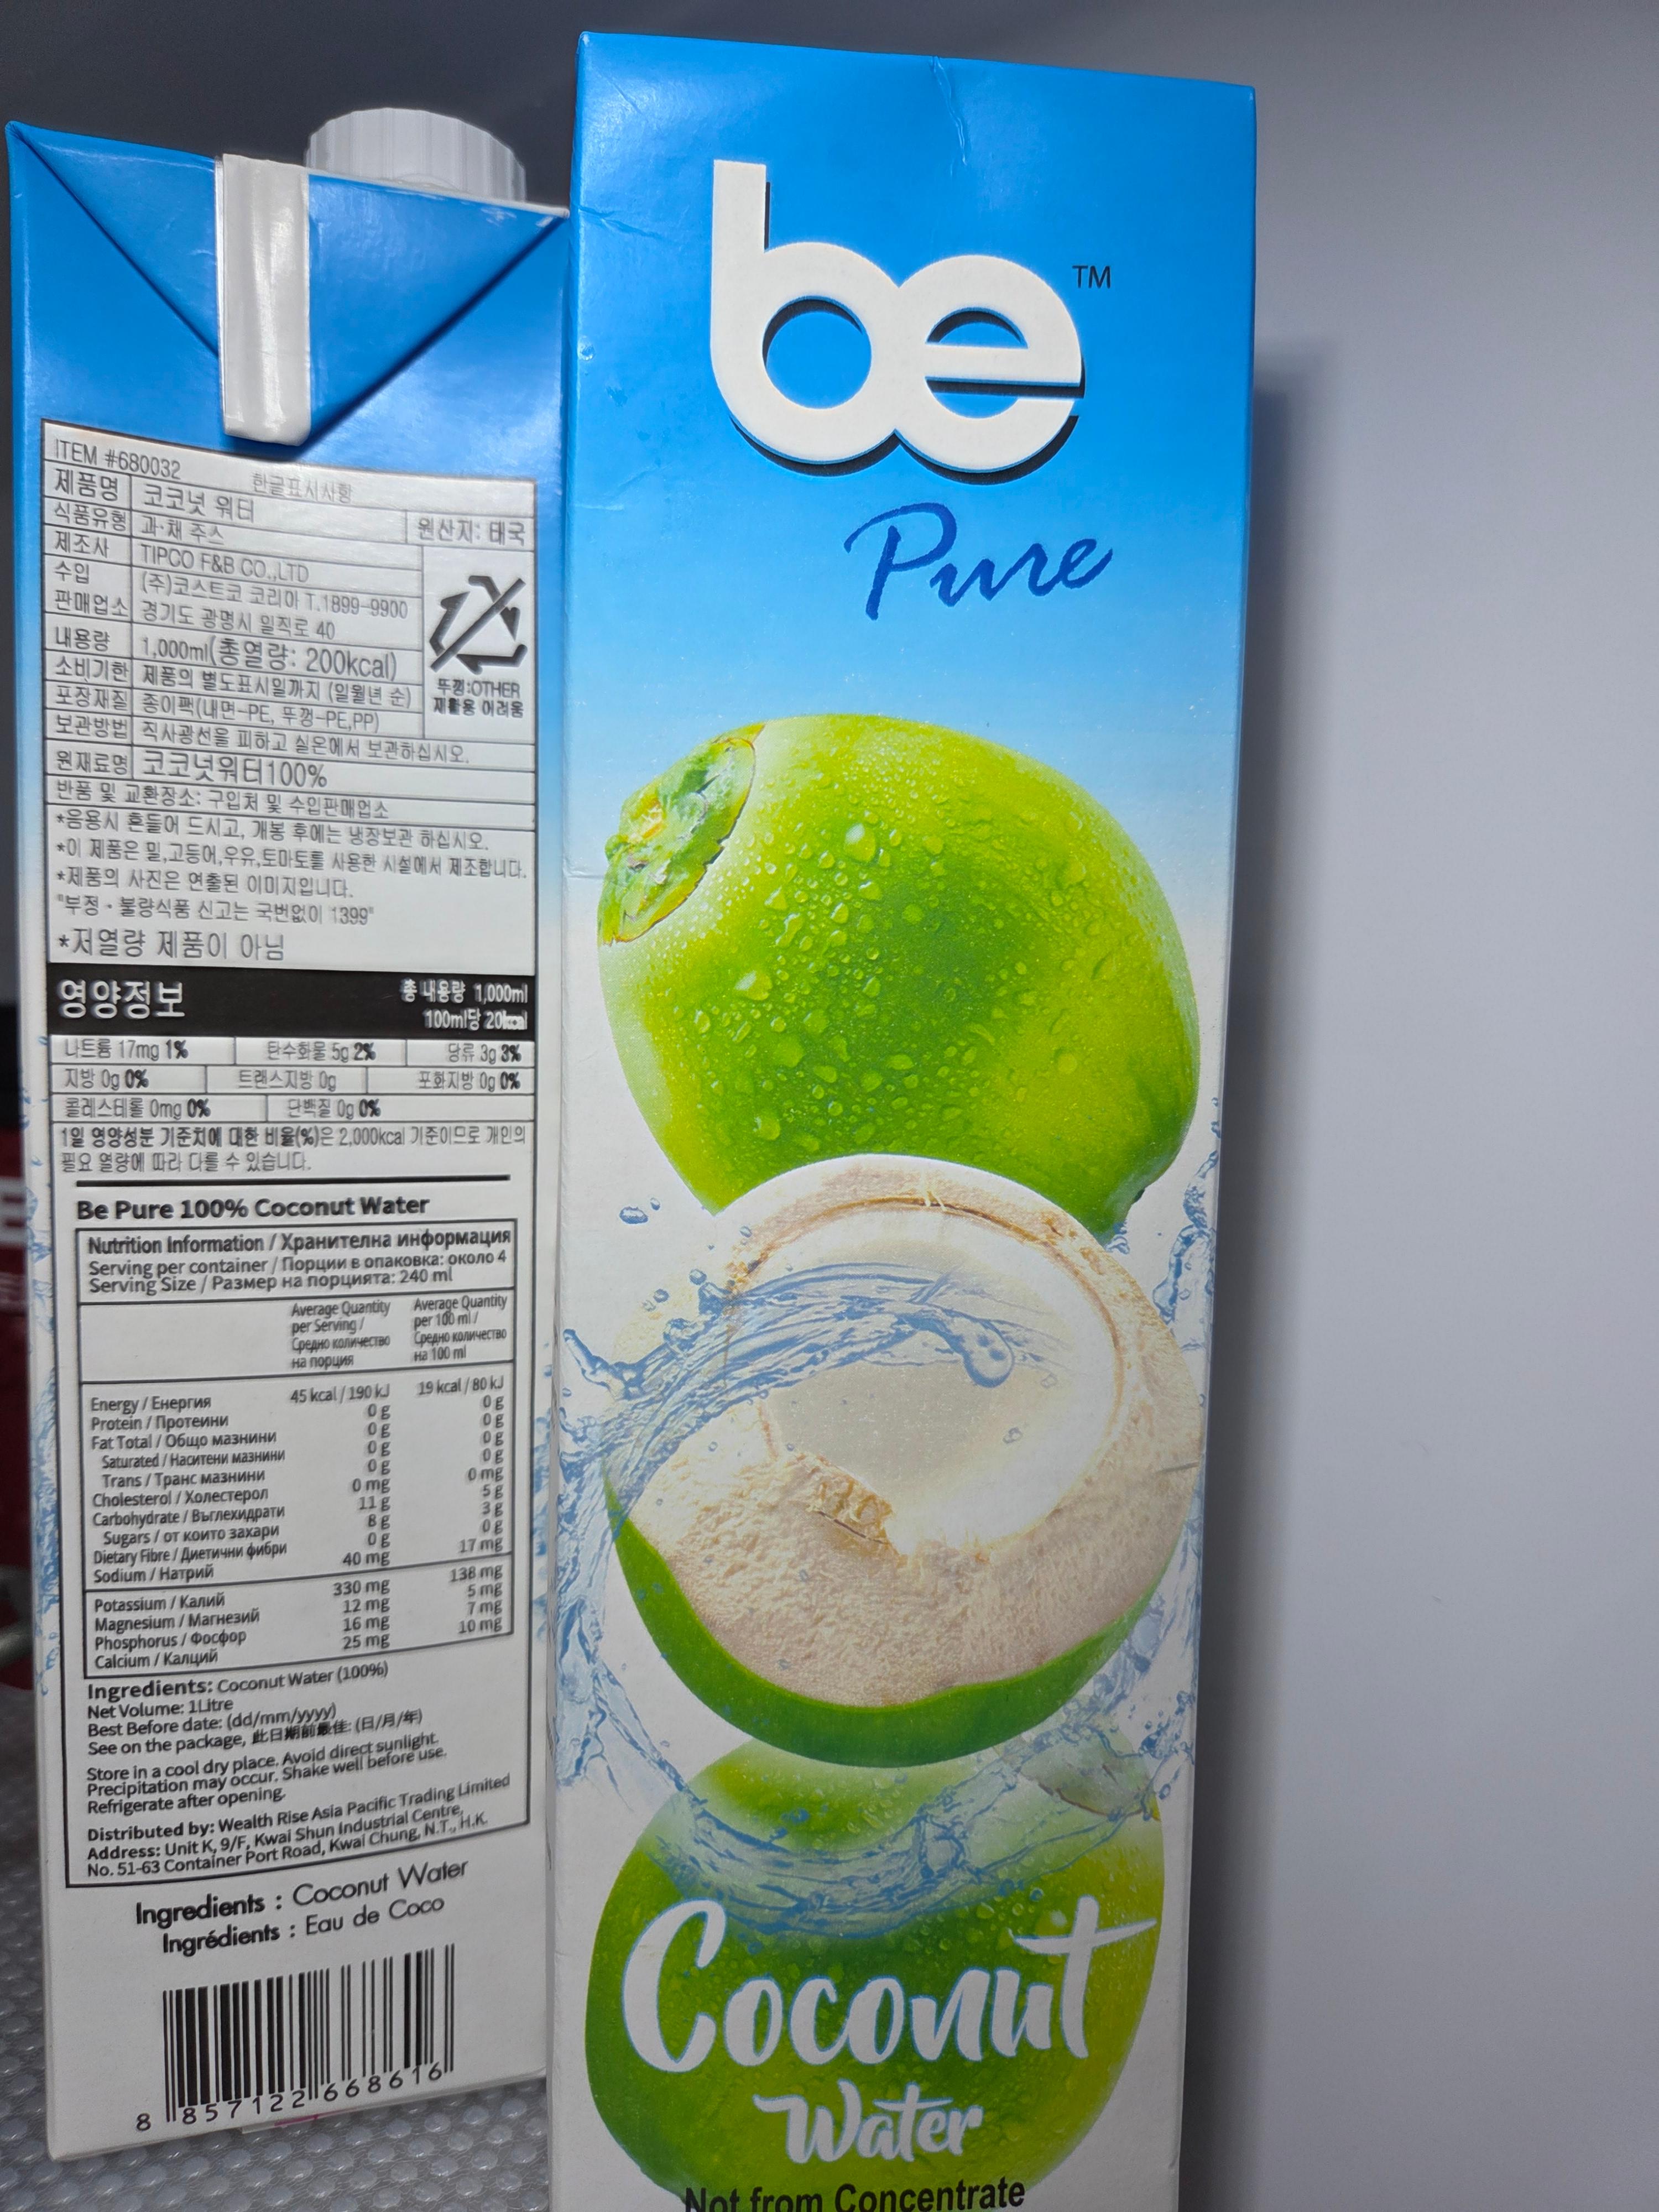 ITEM #680032
한글표시사항
제품명 코코넛 워터
원산지: 태국
식품유형 과·채 주스
제조사 TIPCO F&B CO.,LTD
수입 (주)코스트코 코리아 T.1899-9900
판매업소 경기도 광명시 일직로 40
내용량 1,000ml(총열량: 200kcal)
소비기한 제품의 별도표시일까지 (일월년 순)
포장재질 종이팩(내면-PE, 뚜껑-PE,PP)
뚜껑:OTHER
재활용 어려움
보관방법 직사광선을 피하고 실온에서 보관하십시오.
원재료명 코코넛워터100%
반품 및 교환장소: 구입처 및 수입판매업소
*음용시 흔들어 드시고, 개봉 후에는 냉장보관 하십시오.
*이 제품은 밀,고등어,우유,토마토를 사용한 시설에서 제조합니다.
*제품의 사진은 연출된 이미지입니다.
"부정·불량식품 신고는 국번없이 1399"
*저열량 제품이 아님
영양정보
총 내용량 1,000ml
100ml당 20kcal
나트륨 17mg 1% 탄수화물 5g 2% 당류 3g 3%
지방 0g 0% 트랜스지방 0g 포화지방 0g 0%
콜레스테롤 0mg 0% 단백질 0g 0%
1일 영양성분 기준치에 대한 비율(%)은 2,000kcal 기준이므로 개인의
필요 열량에 따라 다를 수 있습니다.
Be Pure 100% Coconut Water
Nutrition Information / Хранителна информация
Serving per container / Порции в опаковка: около 4
Serving Size / Размер на порцията: 240 ml
Average Quantity per Serving / Средно количество на порция
Average Quantity per 100 ml / Средно количество на 100 ml
Energy / Енергия 45 kcal / 190 kJ 19 kcal / 80 kJ
Protein / Протеини 0 g 0 g
Fat Total / Общо мазнини 0 g 0 g
Saturated / Наситени мазнини 0 g 0 g
Trans / Транс мазнини 0 g 0 g
Cholesterol / Холестерол 0 mg 0 mg
Carbohydrate / Въглехидрати 11 g 5 g
Sugars / от които захари 8 g 3 g
Dietary Fibre / Диетични фибри 0 g 0 g
Sodium / Натрий 40 mg 17 mg
Potassium / Калий 330 mg 138 mg
Magnesium / Магнезий 12 mg 5 mg
Phosphorus / Фосфор 16 mg 7 mg
Calcium / Калций 25 mg 10 mg
Ingredients: Coconut Water (100%)
Net Volume: 1Litre
Best Before date: (dd/mm/yyyy)
See on the package, 此日期前最佳: (日/月/年)
Store in a cool dry place. Avoid direct sunlight.
Precipitation may occur. Shake well before use.
Refrigerate after opening.
Distributed by: Wealth Rise Asia Pacific Trading Limited
Address: Unit K, 9/F, Kwai Shun Industrial Centre,
No. 51-63 Container Port Road, Kwai Chung, N.T., H.K.
Ingredients : Coconut Water
Ingrédients : Eau de Coco
8 857122 668616
be TM
Pure
Coconut
Water
Not from Concentrate